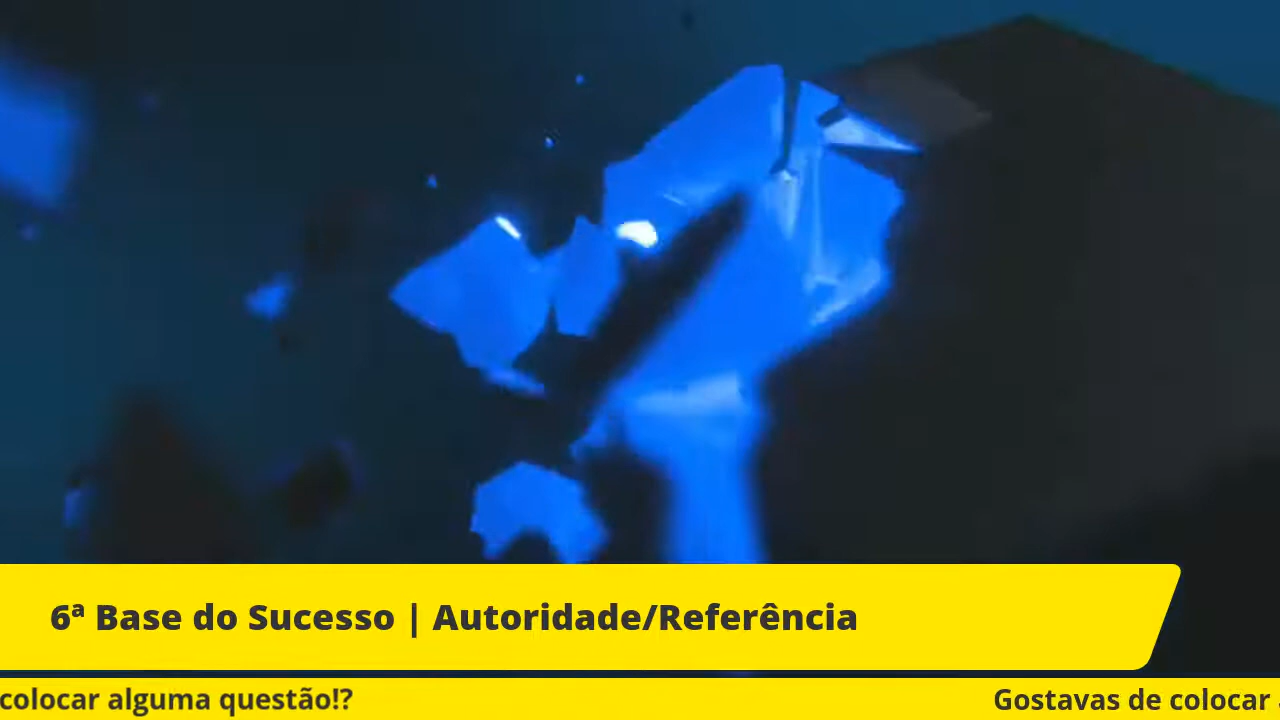 6ª Base do Sucesso | Autoridade/Referência
colocar alguma questão!? Gostavas de colocar